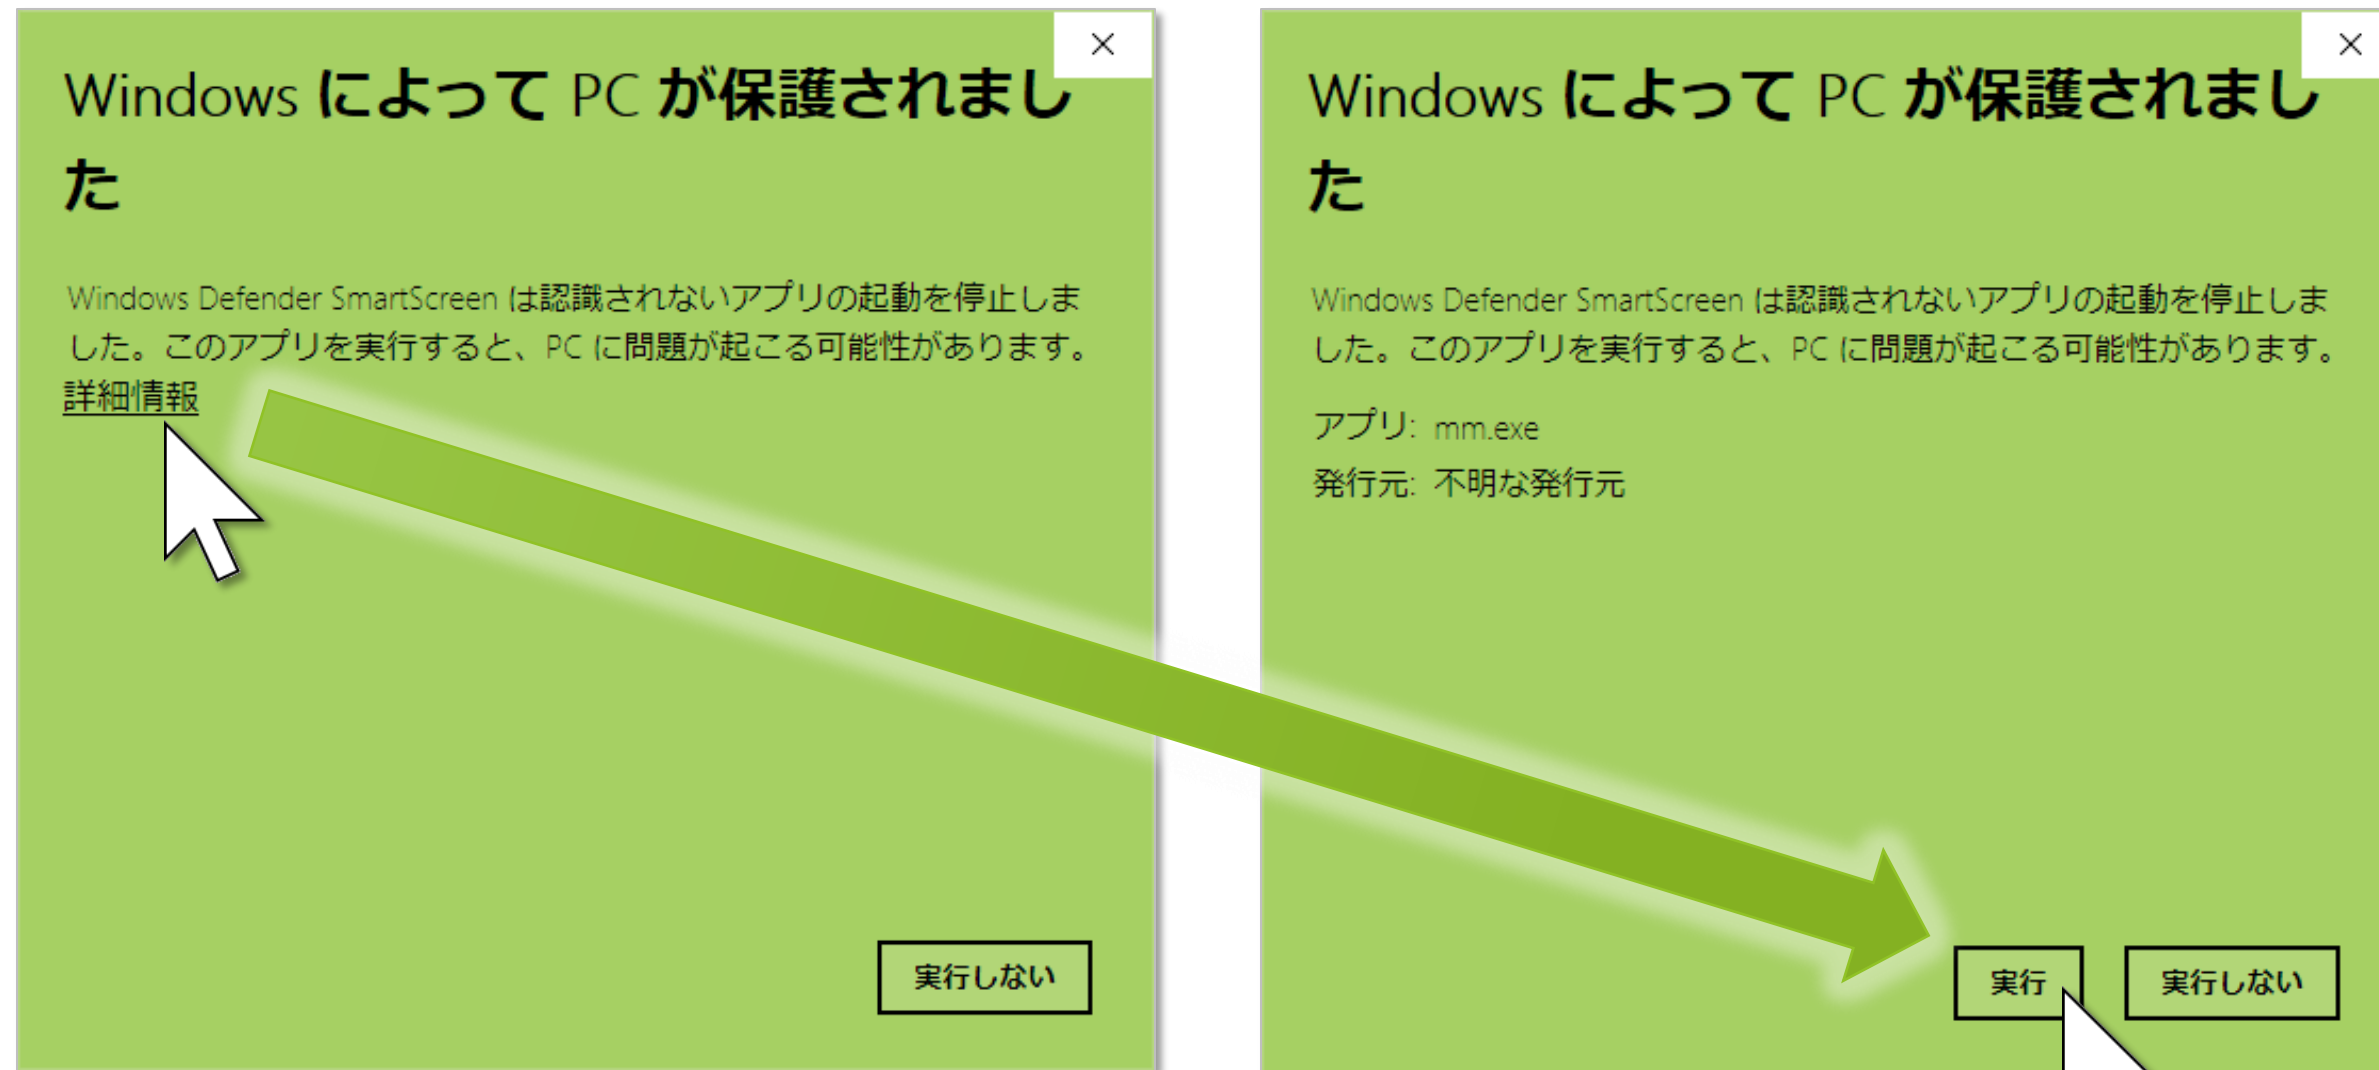 Windows によって PC が保護されまし
た
Windows Defender SmartScreen は認識されないアプリの起動を停止しま
した。このアプリを実行すると、PC に問題が起こる可能性があります。
詳細情報
実行しない
Windows によって PC が保護されまし
た
Windows Defender SmartScreen は認識されないアプリの起動を停止しま
した。このアプリを実行すると、PC に問題が起こる可能性があります。
アプリ: mm.exe
発行元: 不明な発行元
実行
実行しない